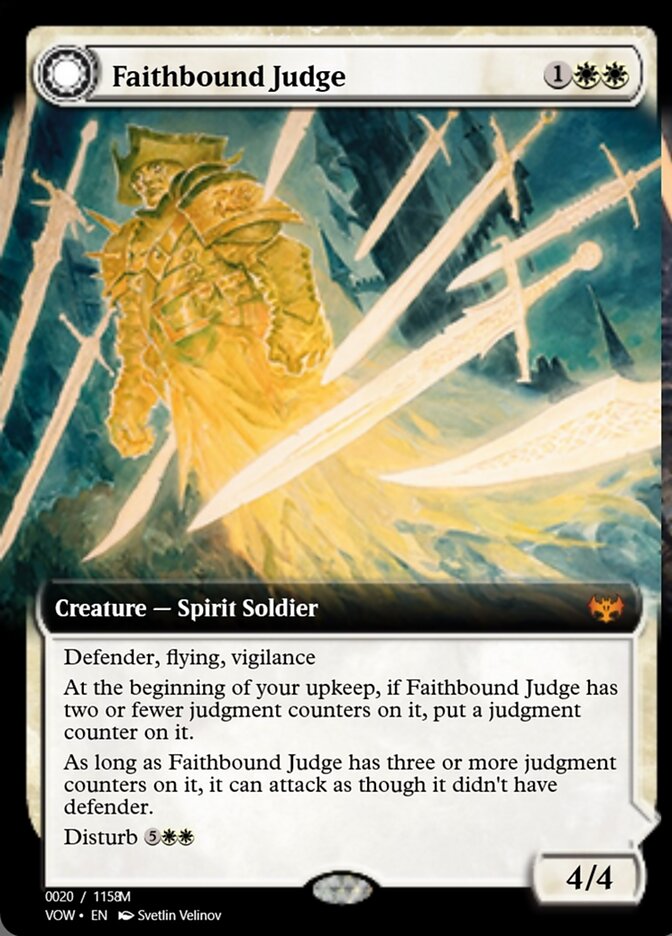 Faithbound Judge 1
Creature — Spirit Soldier
Defender, flying, vigilance
At the beginning of your upkeep, if Faithbound Judge has
two or fewer judgment counters on it, put a judgment
counter on it.
As long as Faithbound Judge has three or more judgment
counters on it, it can attack as though it didn't have
defender.
Disturb 5
4/4
0020 / 1158M
VOW • EN Svetlin Velinov